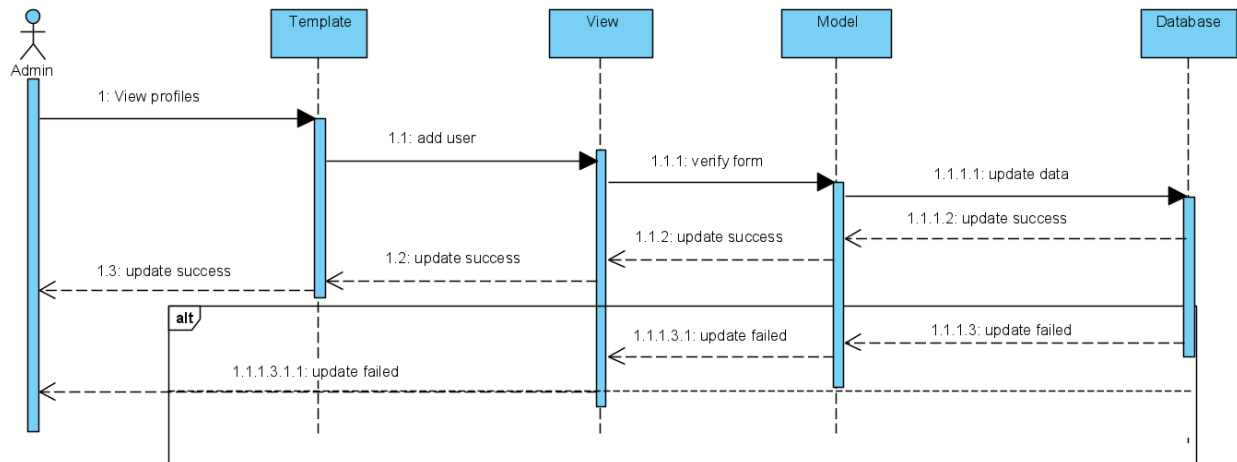 Template
View
Model
Database
Admin
1: View profiles
1.1: add user
1.1.1: verify form
1.1.1.1: update data
1.1.1.2: update success
1.1.2: update success
1.2: update success
1.3: update success
alt
1.1.1.3: update failed
1.1.1.3.1: update failed
1.1.1.3.1.1: update failed